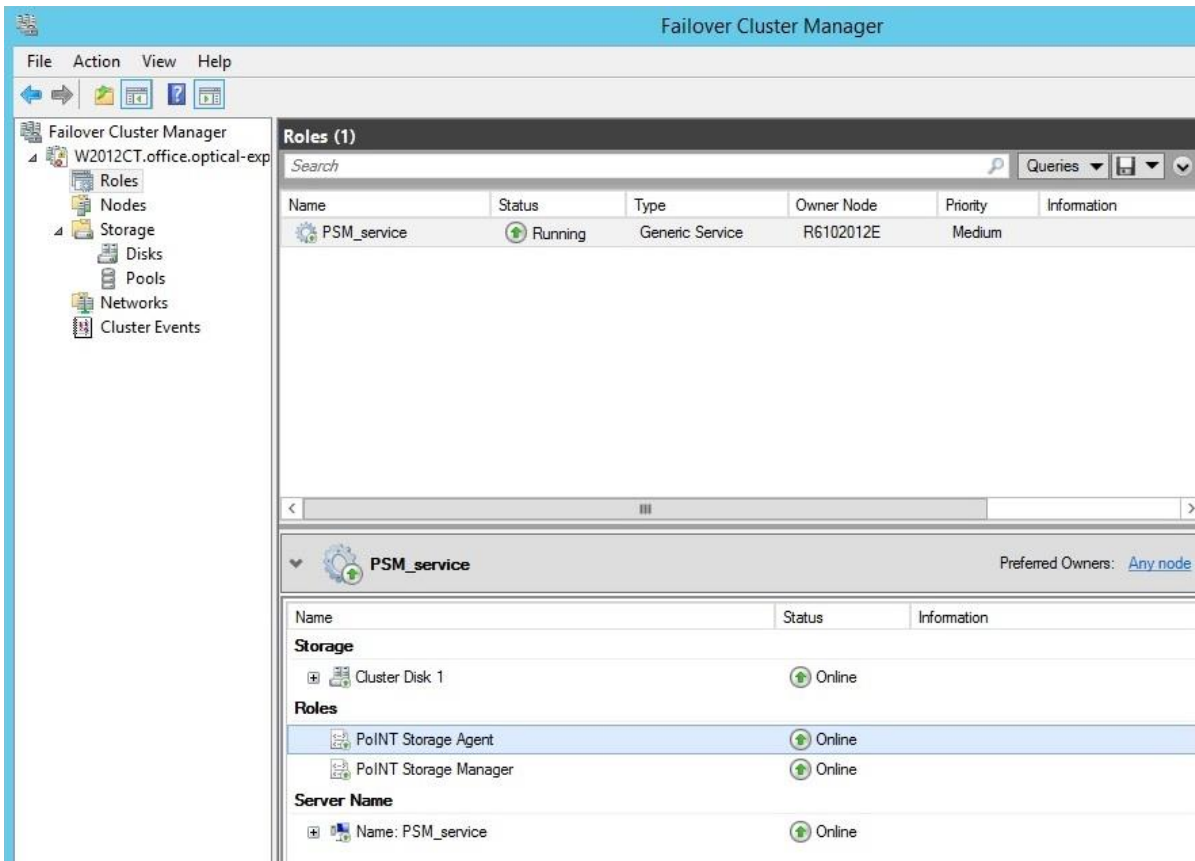 Failover Cluster Manager
File Action View Help
Failover Cluster Manager
W2012CT.office.optical-exp
Roles
Nodes
Storage
Disks
Pools
Networks
Cluster Events
Roles (1)
Search Queries
Name Status Type Owner Node Priority Information
PSM_service Running Generic Service R6102012E Medium
PSM_service Preferred Owners: Any node
Name Status Information
Storage
Cluster Disk 1 Online
Roles
PoINT Storage Agent Online
PoINT Storage Manager Online
Server Name
Name: PSM_service Online